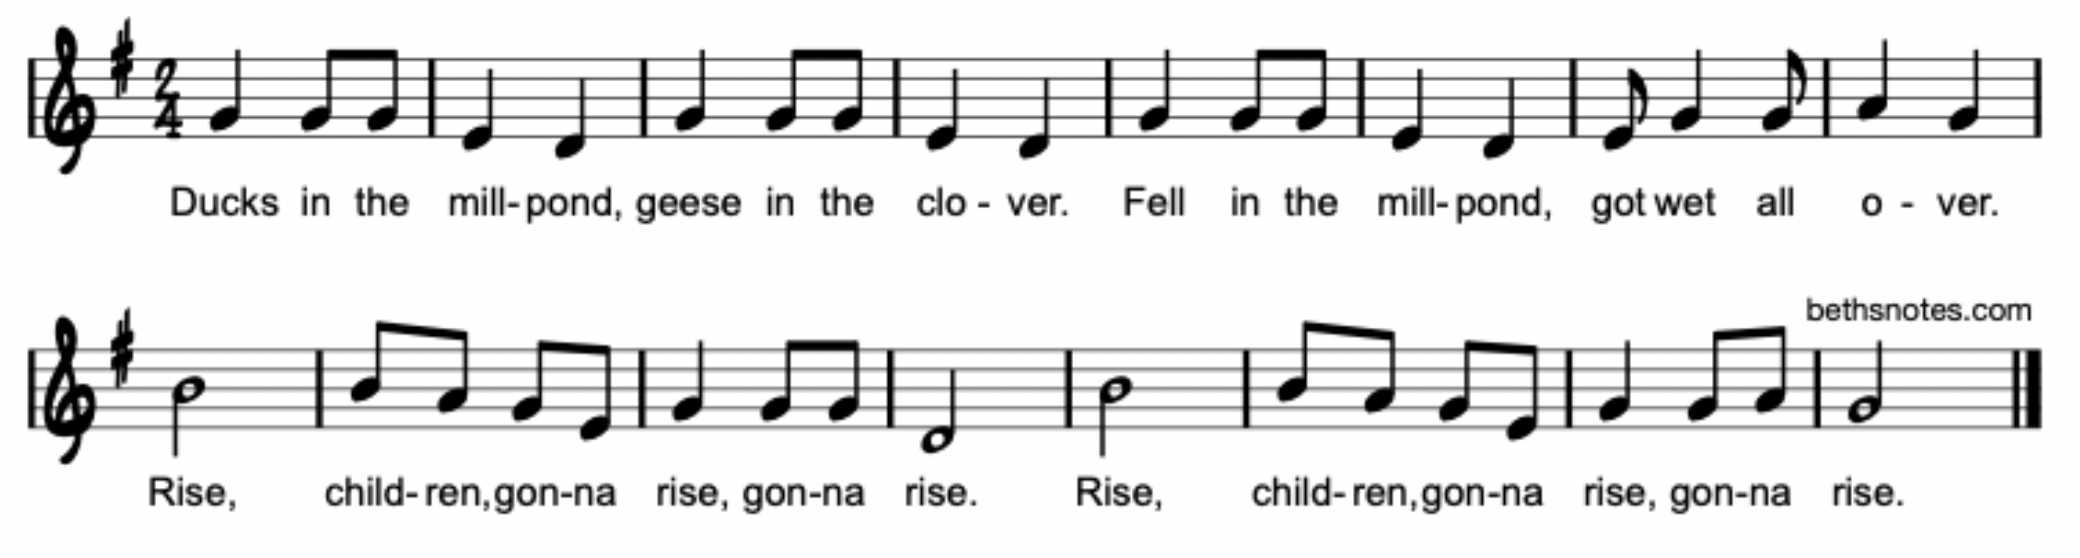 2
4
Ducks in the mill-pond, geese in the clo - ver. Fell in the mill-pond, got wet all o - ver.
bethsnotes.com
Rise, child-ren, gon-na rise, gon-na rise. Rise, child-ren, gon-na rise, gon-na rise.